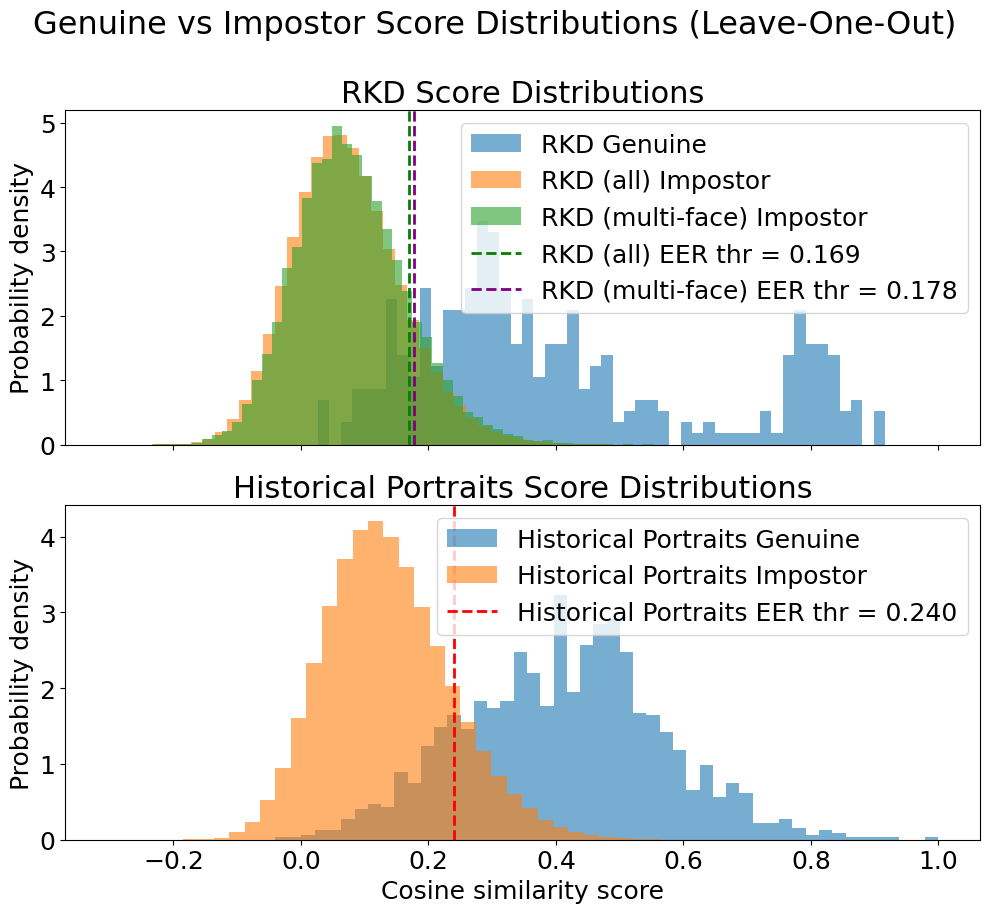 Genuine vs Impostor Score Distributions (Leave-One-Out)
RKD Score Distributions
Probability density
5
4
3
2
1
0
RKD Genuine
RKD (all) Impostor
RKD (multi-face) Impostor
RKD (all) EER thr = 0.169
RKD (multi-face) EER thr = 0.178
Historical Portraits Score Distributions
Probability density
4
3
2
1
0
Historical Portraits Genuine
Historical Portraits Impostor
Historical Portraits EER thr = 0.240
−0.2 0.0 0.2 0.4 0.6 0.8 1.0
Cosine similarity score